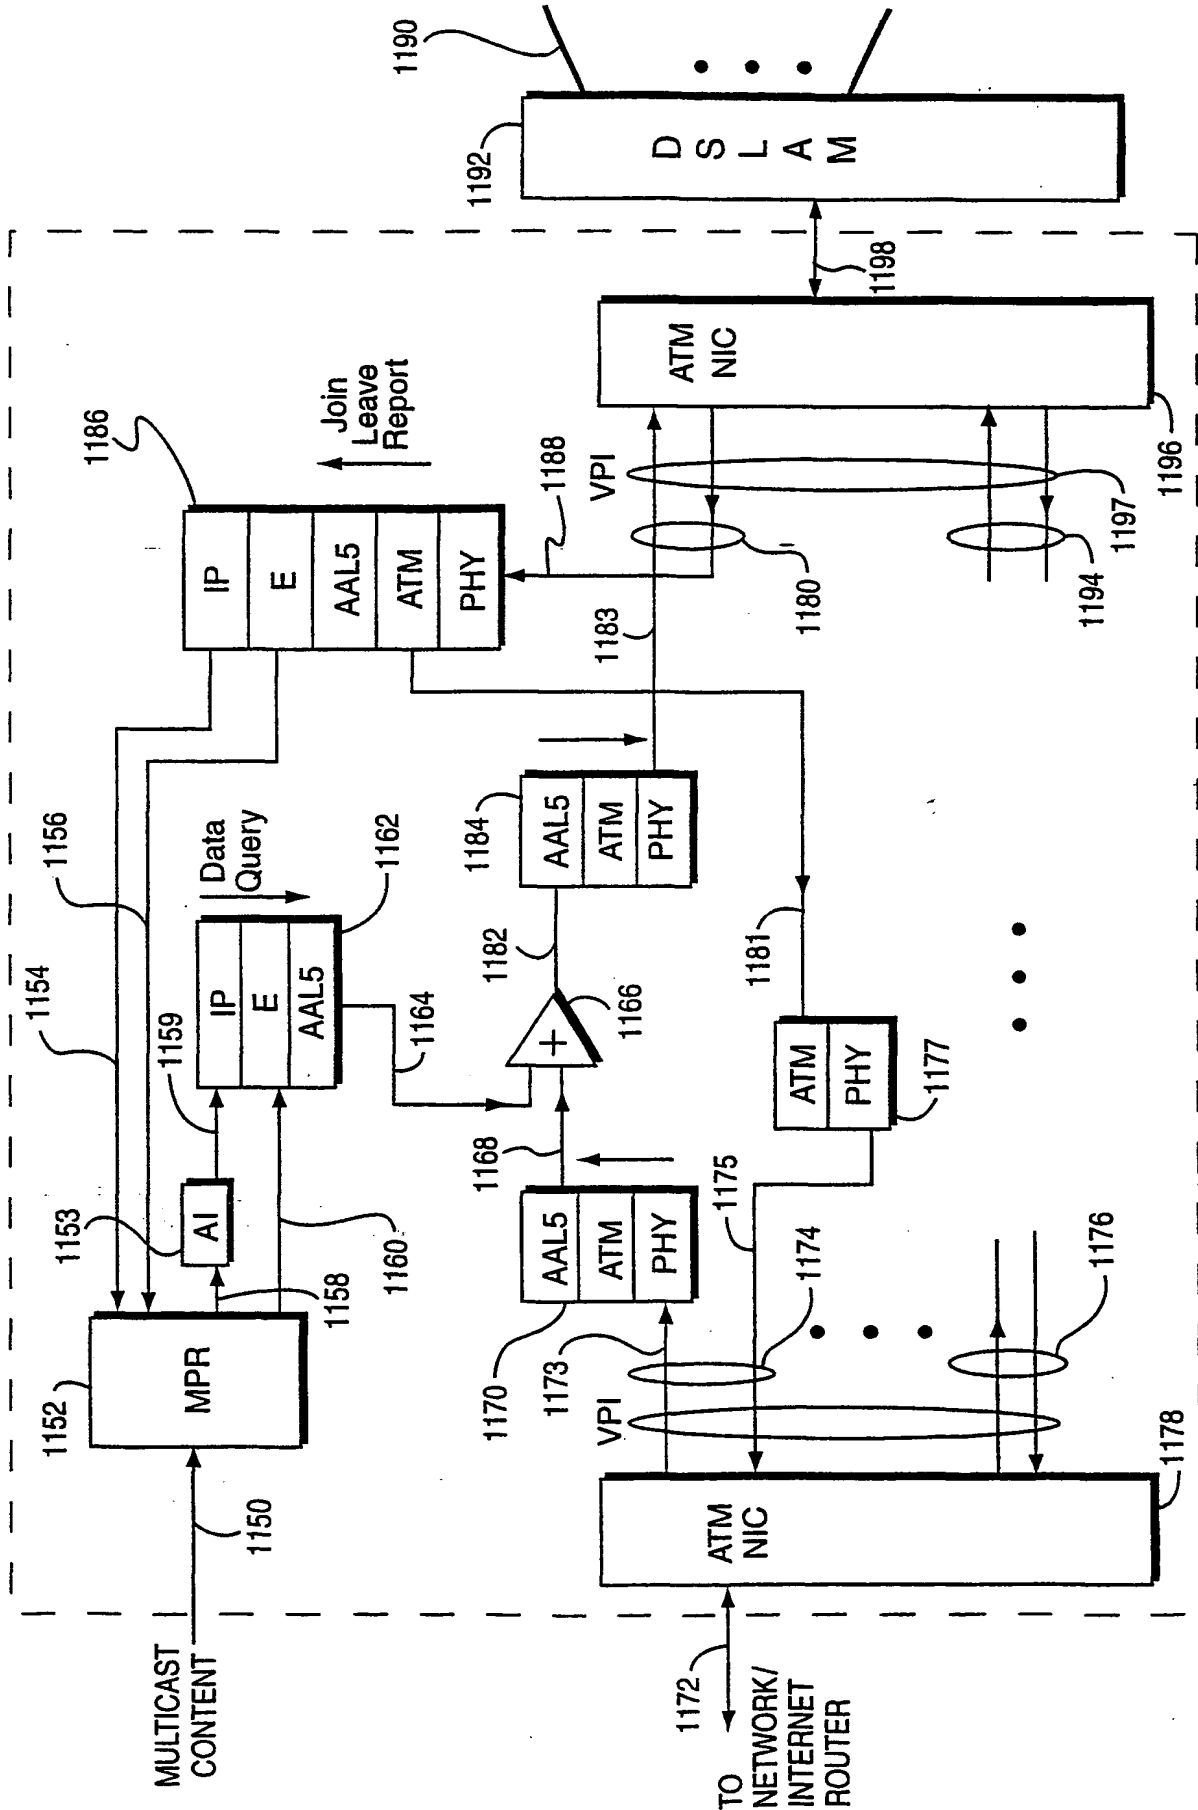 MULTICAST
CONTENT
1150
1152
MPR
1153
AI
1158
1159
1160
1154
1156
IP
E
AAL5
1162
Data
Query
1164
1186
IP
E
AAL5
ATM
PHY
Join
Leave
Report
1188
1166
+
1168
1170
AAL5
ATM
PHY
1173
1182
1184
AAL5
ATM
PHY
1183
1180
VPI
1197
1194
ATM
NIC
1196
1198
1192
DSLAM
1190
1181
ATM
PHY
1177
1175
1174
1176
VPI
ATM
NIC
1178
1172
TO
NETWORK/
INTERNET
ROUTER